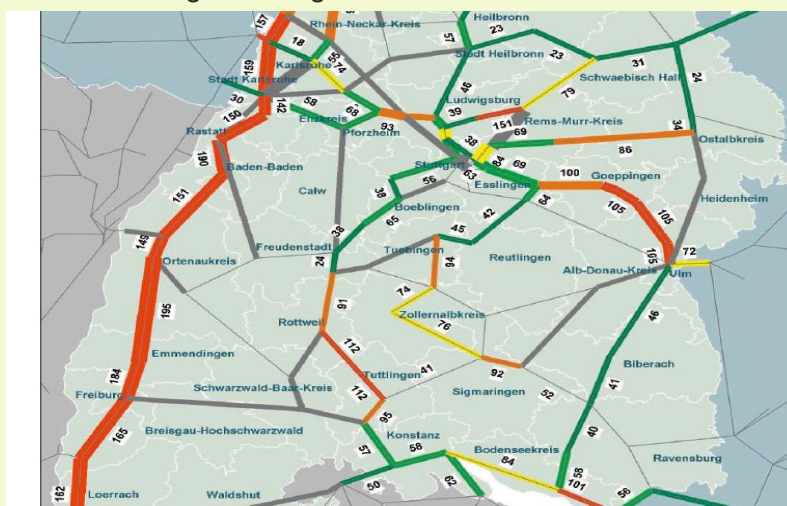 157
Rhein-Neckar-Kreis
Heilbronn
18
57
23
23
159
55
74
Karlsruhe
Stadt Heilbronn
31
Stadt Karlsruhe
46
Schwaebisch Hall
24
30
150
142
58
68
Ludwigsburg
79
Enzkreis
93
39
151
Rems-Murr-Kreis
Rastatt
Pforzheim
69
34
Ostalbkreis
190
38
86
Baden-Baden
Stuttgart
84
69
100
Goeppingen
151
Calw
38
56
63
Esslingen
Heidenheim
Boeblingen
64
105
105
65
42
149
38
45
105
72
Freudenstadt
Tuebingen
Reutlingen
Ortenaukreis
24
94
Alb-Donau-Kreis
Ulm
195
91
74
46
Zollernalbkreis
Rottweil
76
Emmendingen
112
Biberach
184
Tuttlingen
41
92
41
Freiburg
Schwarzwald-Baar-Kreis
112
Sigmaringen
52
165
95
40
Breisgau-Hochschwarzwald
Konstanz
57
58
Bodenseekreis
Ravensburg
84
58
162
Loerrach
Waldshut
50
62
101
56